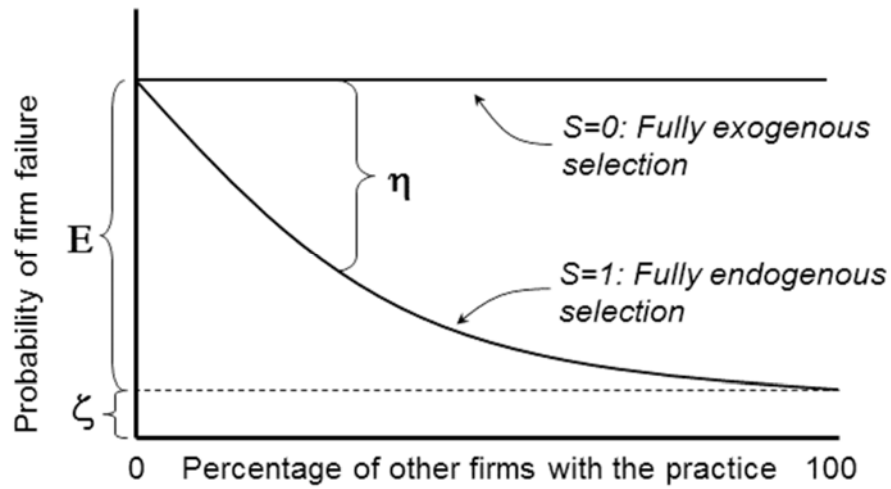 Probability of firm failure
E
ζ
η
S=0: Fully exogenous
selection
S=1: Fully endogenous
selection
0 Percentage of other firms with the practice 100